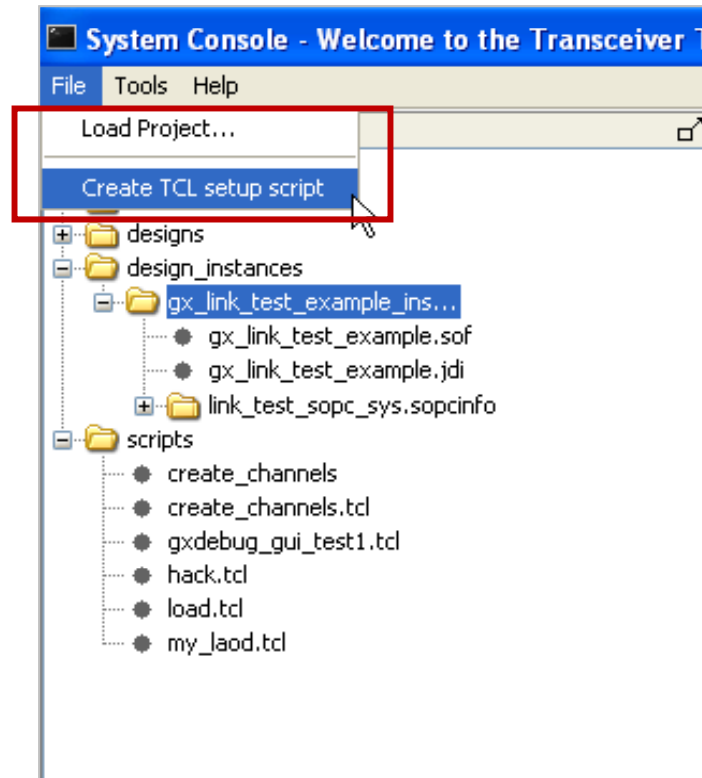 System Console - Welcome to the Transceiver
File Tools Help
Load Project...
Create TCL setup script
designs
design_instances
gx_link_test_example_ins...
gx_link_test_example.sof
gx_link_test_example.jdi
link_test_sopc_sys.sopcinfo
scripts
create_channels
create_channels.tcl
gxdebug_gui_test1.tcl
hack.tcl
load.tcl
my_laod.tcl